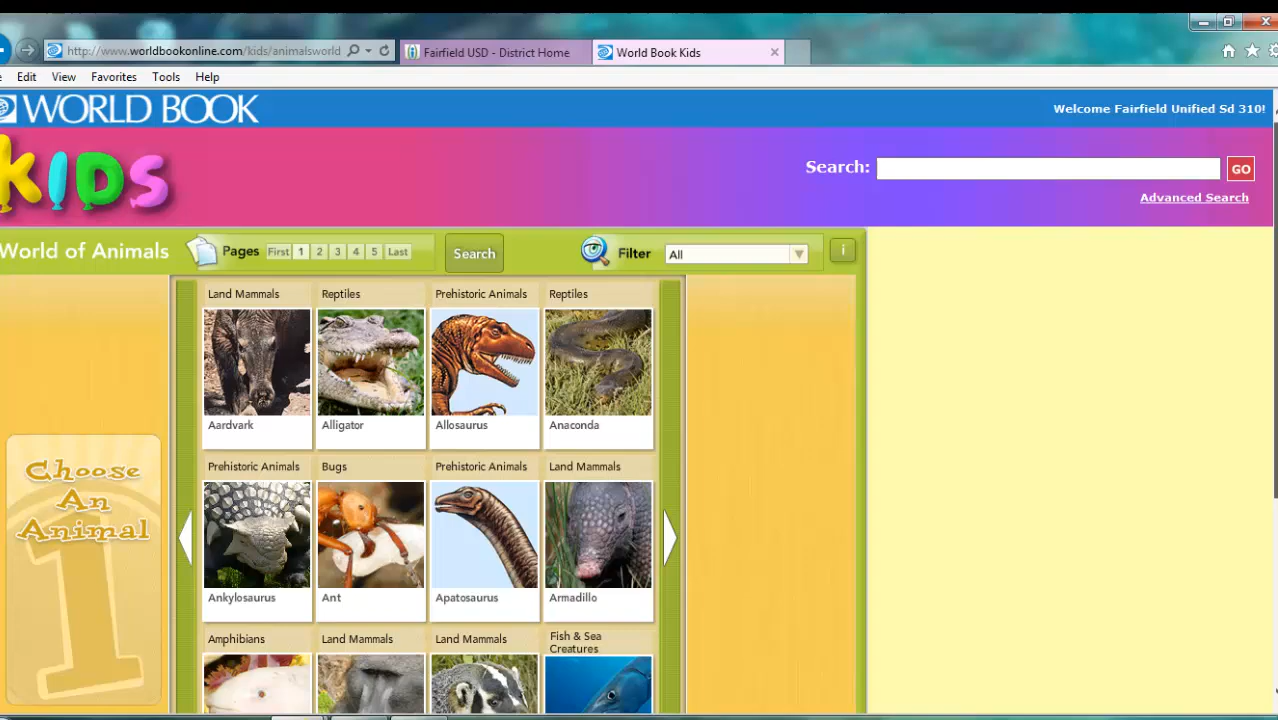 http://www.worldbookonline.com/kids/animalsworld
Fairfield USD - District Home
World Book Kids
Edit View Favorites Tools Help
WORLD BOOK
Welcome Fairfield Unified Sd 310!
KIDS
Search:
GO
Advanced Search
World of Animals
Pages First 1 2 3 4 5 Last
Search
Filter All
i
Land Mammals Reptiles Prehistoric Animals Reptiles
Aardvark Alligator Allosaurus Anaconda
Prehistoric Animals Bugs Prehistoric Animals Land Mammals
Ankylosaurus Ant Apatosaurus Armadillo
Amphibians Land Mammals Land Mammals Fish & Sea
Creatures
Choose
An
Animal
1